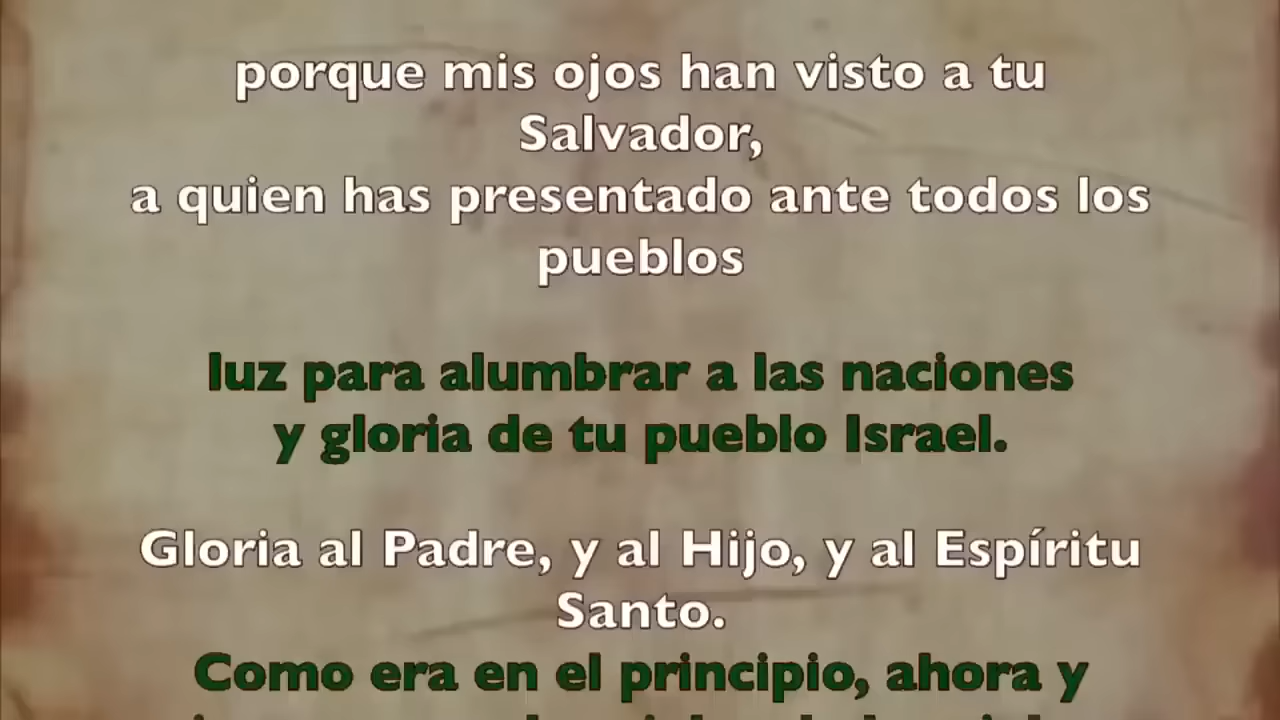 porque mis ojos han visto a tu
Salvador,
a quien has presentado ante todos los
pueblos
luz para alumbrar a las naciones
y gloria de tu pueblo Israel.
Gloria al Padre, y al Hijo, y al Espíritu
Santo.
Como era en el principio, ahora y